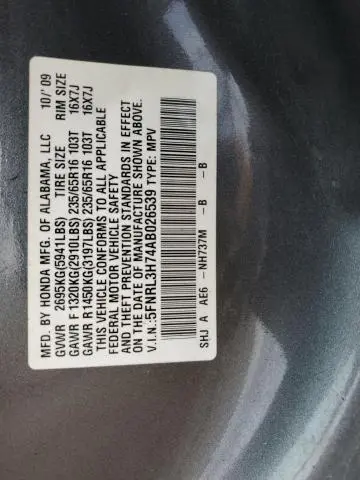 MFD. BY HONDA MFG. OF ALABAMA, LLC 10/'09
GVWR 2695KG(5941LBS) TIRE SIZE RIM SIZE
GAWR F 1320KG(2910LBS) 235/65R16 103T 16X7J
GAWR R1450KG(3197LBS) 235/65R16 103T 16X7J
THIS VEHICLE CONFORMS TO ALL APPLICABLE
FEDERAL MOTOR VEHICLE SAFETY
AND THEFT PREVENTION STANDARDS IN EFFECT
ON THE DATE OF MANUFACTURE SHOWN ABOVE.
V.I.N.:5FNRL3H74AB026539 TYPE: MPV
SHJ A AE6 -NH737M -B -B